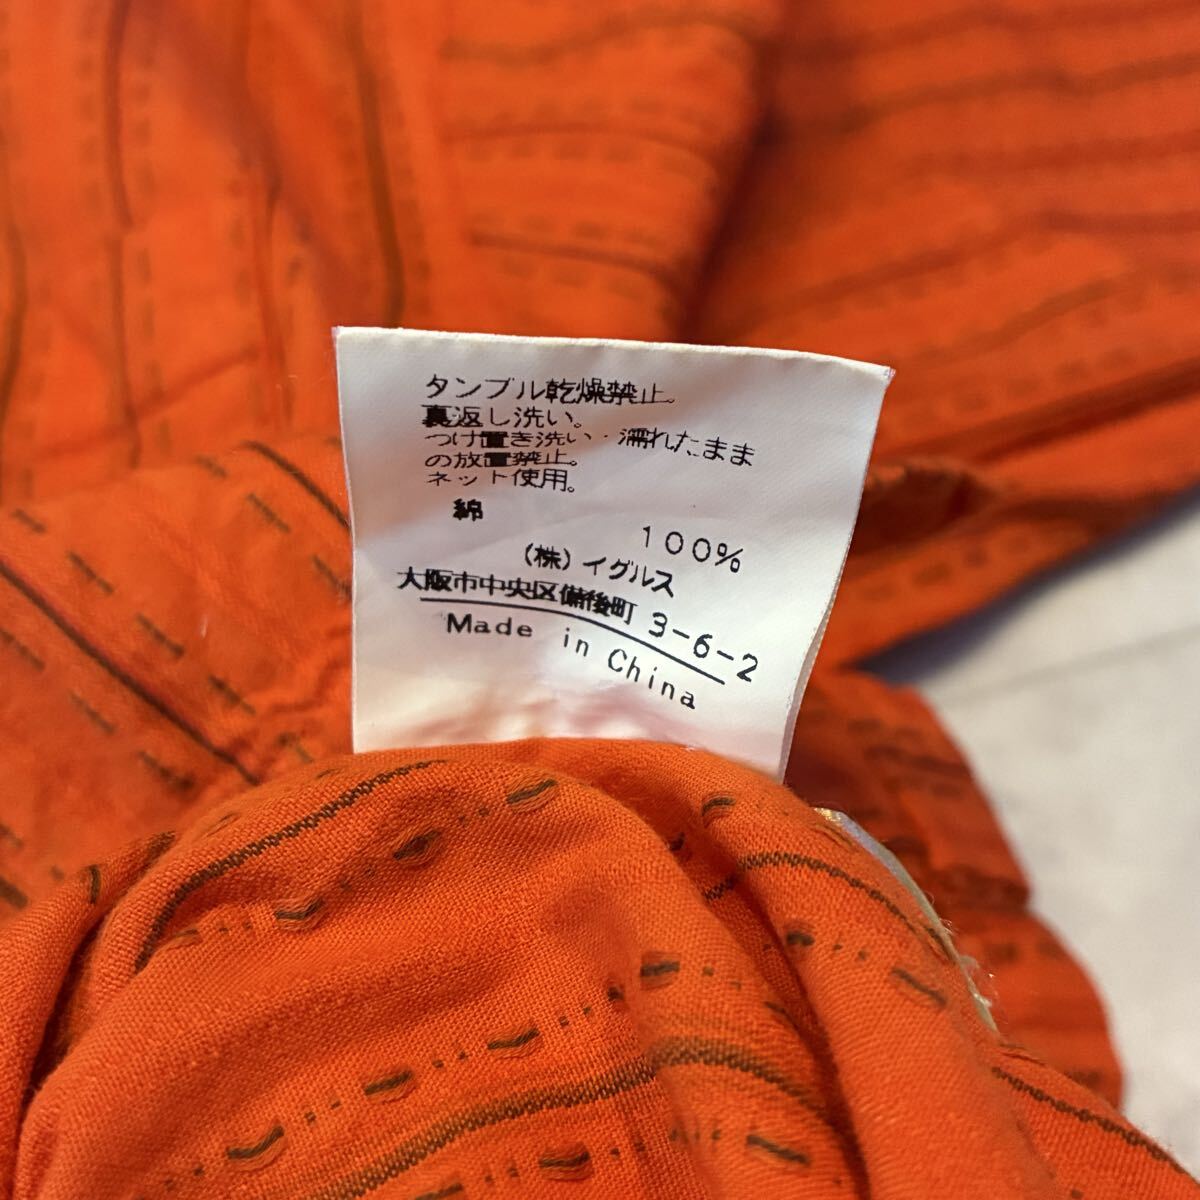 タンブル乾燥禁止。
裏返し洗い。
つけ置き洗い・濡れたまま
の放置禁止。
ネット使用。
綿
100%
(株)イグルス
大阪市中央区備後町 3-6-2
Made in China